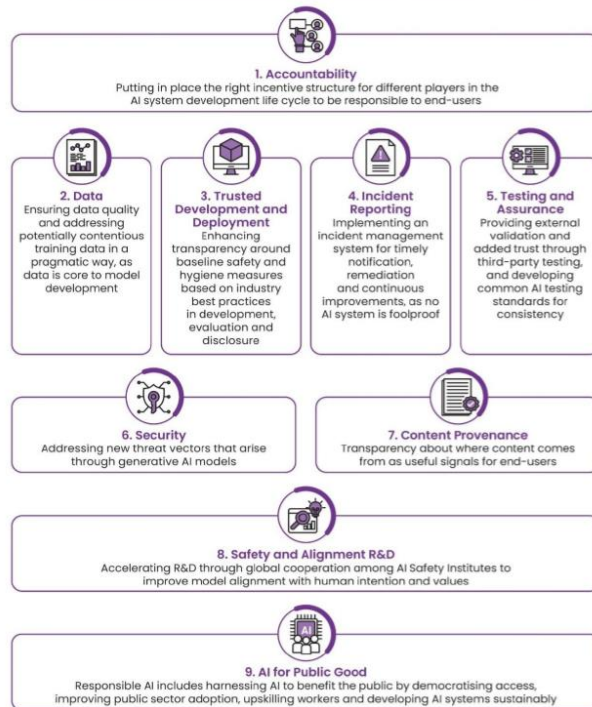 1. Accountability
Putting in place the right incentive structure for different players in the
AI system development life cycle to be responsible to end-users
2. Data
Ensuring data quality
and addressing
potentially contentious
training data in a
pragmatic way, as
data is core to model
development
3. Trusted
Development and
Deployment
Enhancing
transparency around
baseline safety and
hygiene measures
based on industry
best practices
in development,
evaluation and
disclosure
4. Incident
Reporting
Implementing an
incident management
system for timely
notification,
remediation
and continuous
improvements, as no
AI system is foolproof
5. Testing and
Assurance
Providing external
validation and
added trust through
third-party testing,
and developing
common AI testing
standards for
consistency
6. Security
Addressing new threat vectors that arise
through generative AI models
7. Content Provenance
Transparency about where content comes
from as useful signals for end-users
8. Safety and Alignment R&D
Accelerating R&D through global cooperation among AI Safety Institutes to
improve model alignment with human intention and values
AI
9. AI for Public Good
Responsible AI includes harnessing AI to benefit the public by democratising access,
improving public sector adoption, upskilling workers and developing AI systems sustainably